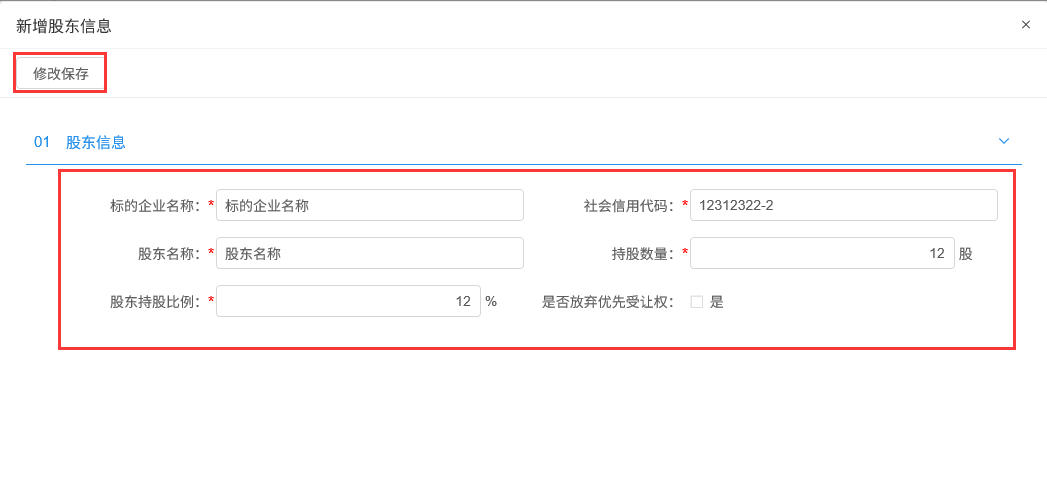 新增股东信息 ×
修改保存
01 股东信息
标的企业名称：*标的企业名称 社会信用代码：*12312322-2
股东名称：*股东名称 持股数量：*12 股
股东持股比例：*12 % 是否放弃优先受让权： 是